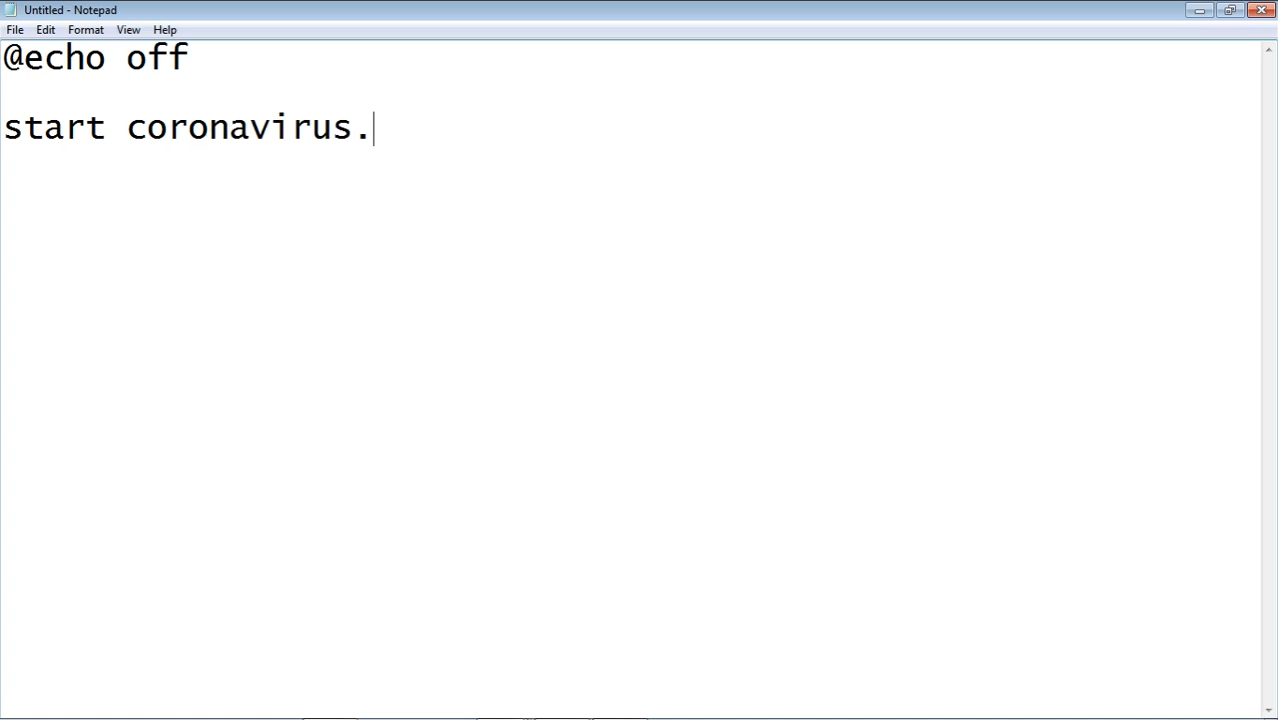 Untitled - Notepad
File Edit Format View Help
@echo off
start coronavirus.